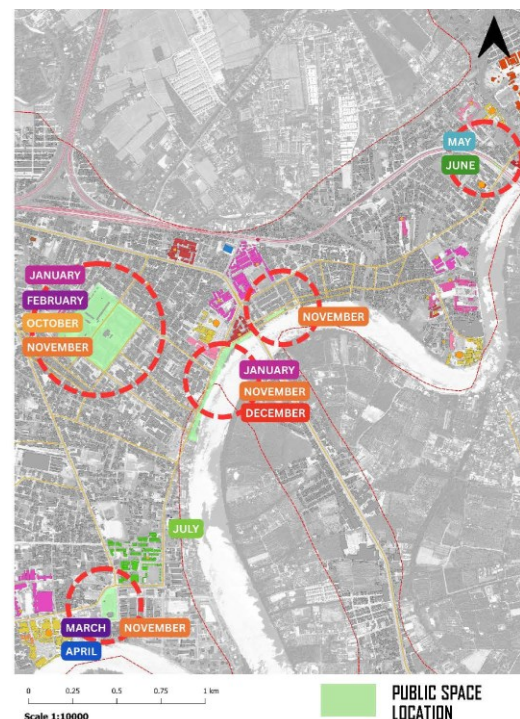 MAY
JUNE
JANUARY
FEBRUARY
OCTOBER
NOVEMBER
NOVEMBER
JANUARY
NOVEMBER
DECEMBER
JULY
MARCH
NOVEMBER
APRIL
0 0.25 0.5 0.75 1 km
Scale 1:10000
PUBLIC SPACE
LOCATION